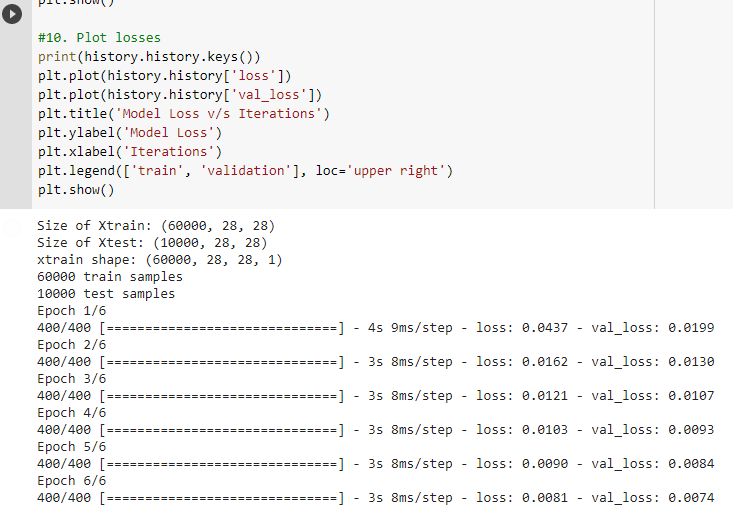 plt.show()
#10. Plot losses
print(history.history.keys())
plt.plot(history.history['loss'])
plt.plot(history.history['val_loss'])
plt.title('Model Loss v/s Iterations')
plt.ylabel('Model Loss')
plt.xlabel('Iterations')
plt.legend(['train', 'validation'], loc='upper right')
plt.show()
Size of Xtrain: (60000, 28, 28)
Size of Xtest: (10000, 28, 28)
xtrain shape: (60000, 28, 28, 1)
60000 train samples
10000 test samples
Epoch 1/6
400/400 [==============================] - 4s 9ms/step - loss: 0.0437 - val_loss: 0.0199
Epoch 2/6
400/400 [==============================] - 3s 8ms/step - loss: 0.0162 - val_loss: 0.0130
Epoch 3/6
400/400 [==============================] - 3s 8ms/step - loss: 0.0121 - val_loss: 0.0107
Epoch 4/6
400/400 [==============================] - 3s 8ms/step - loss: 0.0103 - val_loss: 0.0093
Epoch 5/6
400/400 [==============================] - 3s 8ms/step - loss: 0.0090 - val_loss: 0.0084
Epoch 6/6
400/400 [==============================] - 3s 8ms/step - loss: 0.0081 - val_loss: 0.0074